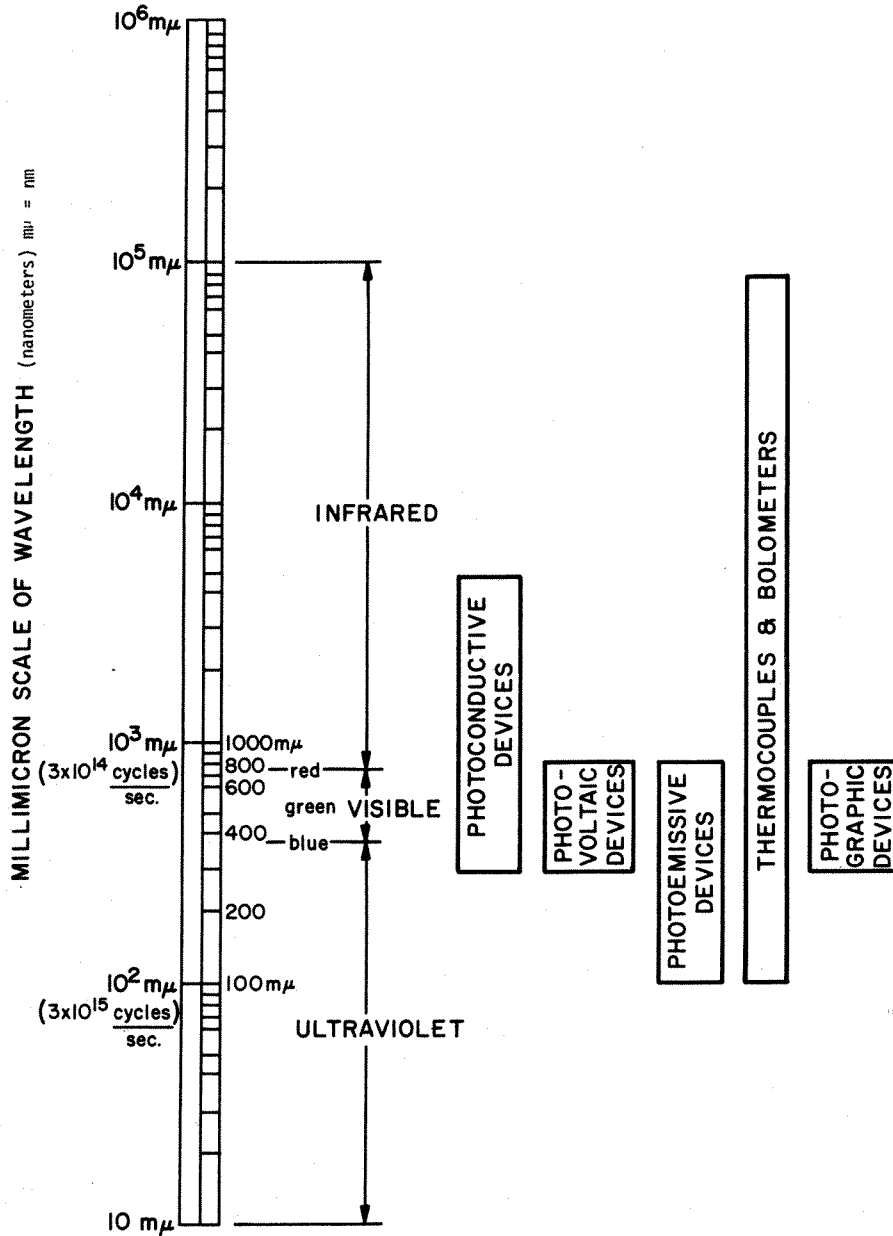 MILLIMICRON SCALE OF WAVELENGTH (nanometers) mμ = nm
10⁶mμ
10⁵mμ
10⁴mμ
10³mμ
(3x10¹⁴ cycles)
sec.
10²mμ
(3x10¹⁵ cycles)
sec.
10 mμ
1000mμ
800
600
400
200
100mμ
red
green
blue
INFRARED
VISIBLE
ULTRAVIOLET
PHOTOCONDUCTIVE
DEVICES
PHOTO-
VOLTAIC
DEVICES
PHOTOEMISSIVE
DEVICES
THERMOCOUPLES & BOLOMETERS
PHOTO-
GRAPHIC
DEVICES